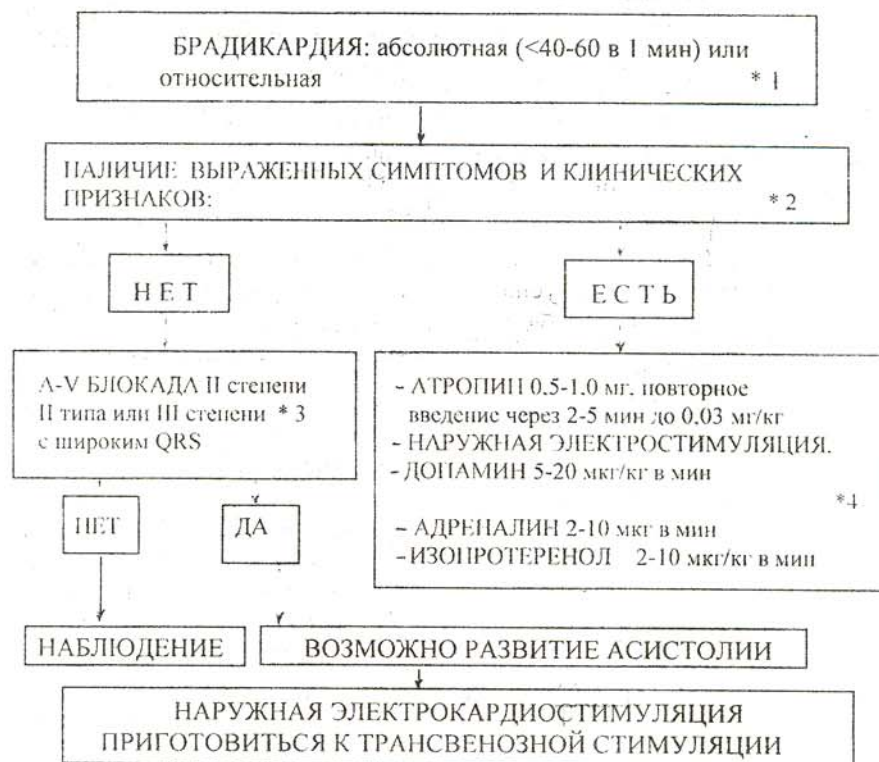 БРАДИКАРДИЯ: абсолютная (<40-60 в 1 мин) или
относительная * 1
НАЛИЧИЕ ВЫРАЖЕННЫХ СИМПТОМОВ И КЛИНИЧЕСКИХ
ПРИЗНАКОВ: * 2
НЕТ
ЕСТЬ
А-V БЛОКАДА II степени
II типа или III степени * 3
с широким QRS
НЕТ
ДА
- АТРОПИН 0.5-1.0 мг. повторное
введение через 2-5 мин до 0.03 мг/кг
- НАРУЖНАЯ ЭЛЕКТРОСТИМУЛЯЦИЯ.
- ДОПАМИН 5-20 мкг/кг в мин
*4
- АДРЕНАЛИН 2-10 мкг в мин
- ИЗОПРОТЕРЕНОЛ 2-10 мкг/кг в мин
НАБЛЮДЕНИЕ
ВОЗМОЖНО РАЗВИТИЕ АСИСТОЛИИ
НАРУЖНАЯ ЭЛЕКТРОКАРДИОСТИМУЛЯЦИЯ
ПРИГОТОВИТЬСЯ К ТРАНСВЕНОЗНОЙ СТИМУЛЯЦИИ